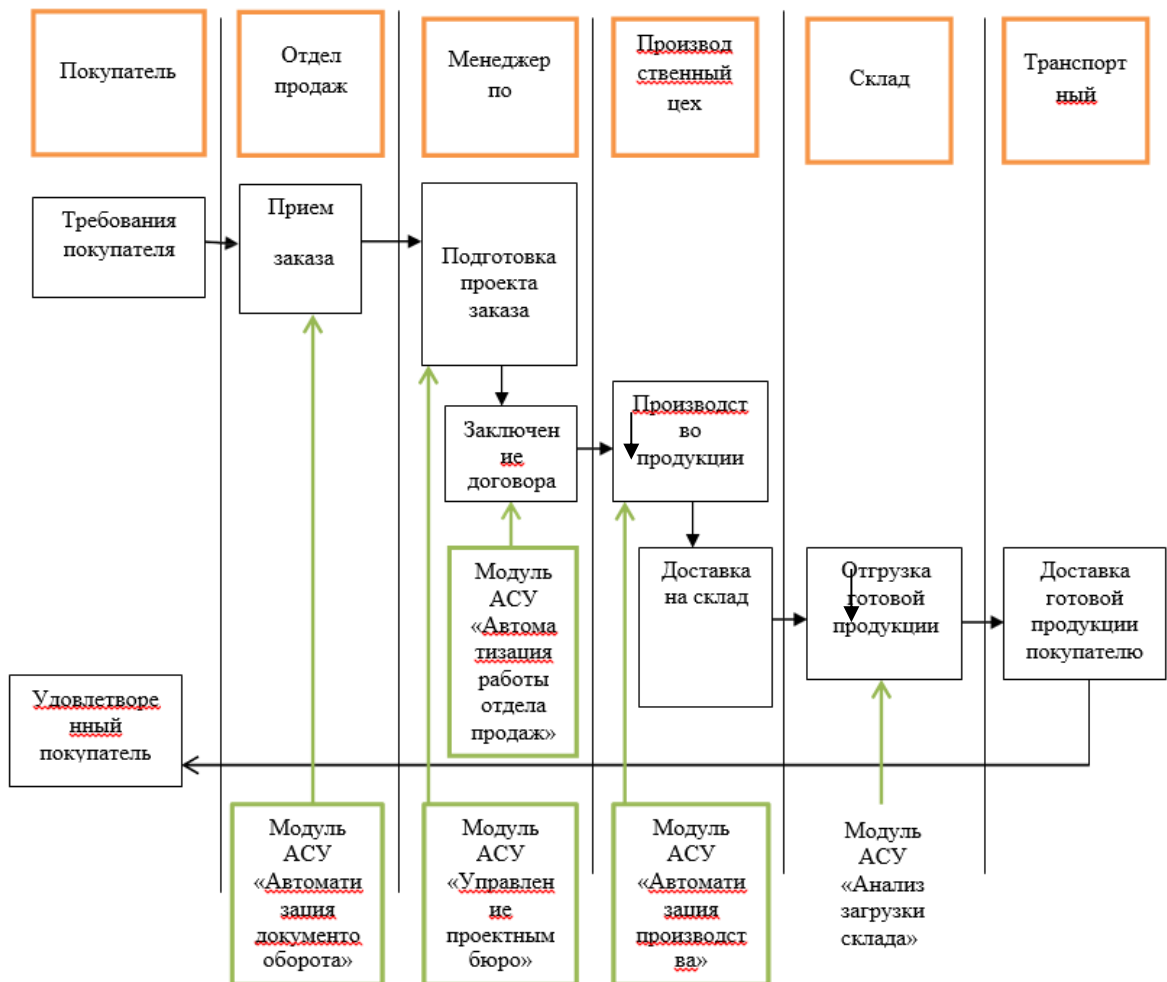 Покупатель
Отдел
продаж
Менеджер
по
Производ
ственный
цех
Склад
Транспорт
ный
Требования
покупателя
Прием
заказа
Подготовка
проекта
заказа
Заключен
ие
договора
Производст
во
продукции
Модуль
АСУ
«Автома
тизация
работы
отдела
продаж»
Доставка
на склад
Отгрузка
готовой
продукции
Доставка
готовой
продукции
покупателю
Удовлетворе
нный
покупатель
Модуль
АСУ
«Автомати
зация
документо
оборота»
Модуль
АСУ
«Управлен
ие
проектным
бюро»
Модуль
АСУ
«Автомати
зация
производст
ва»
Модуль
АСУ
«Анализ
загрузки
склада»